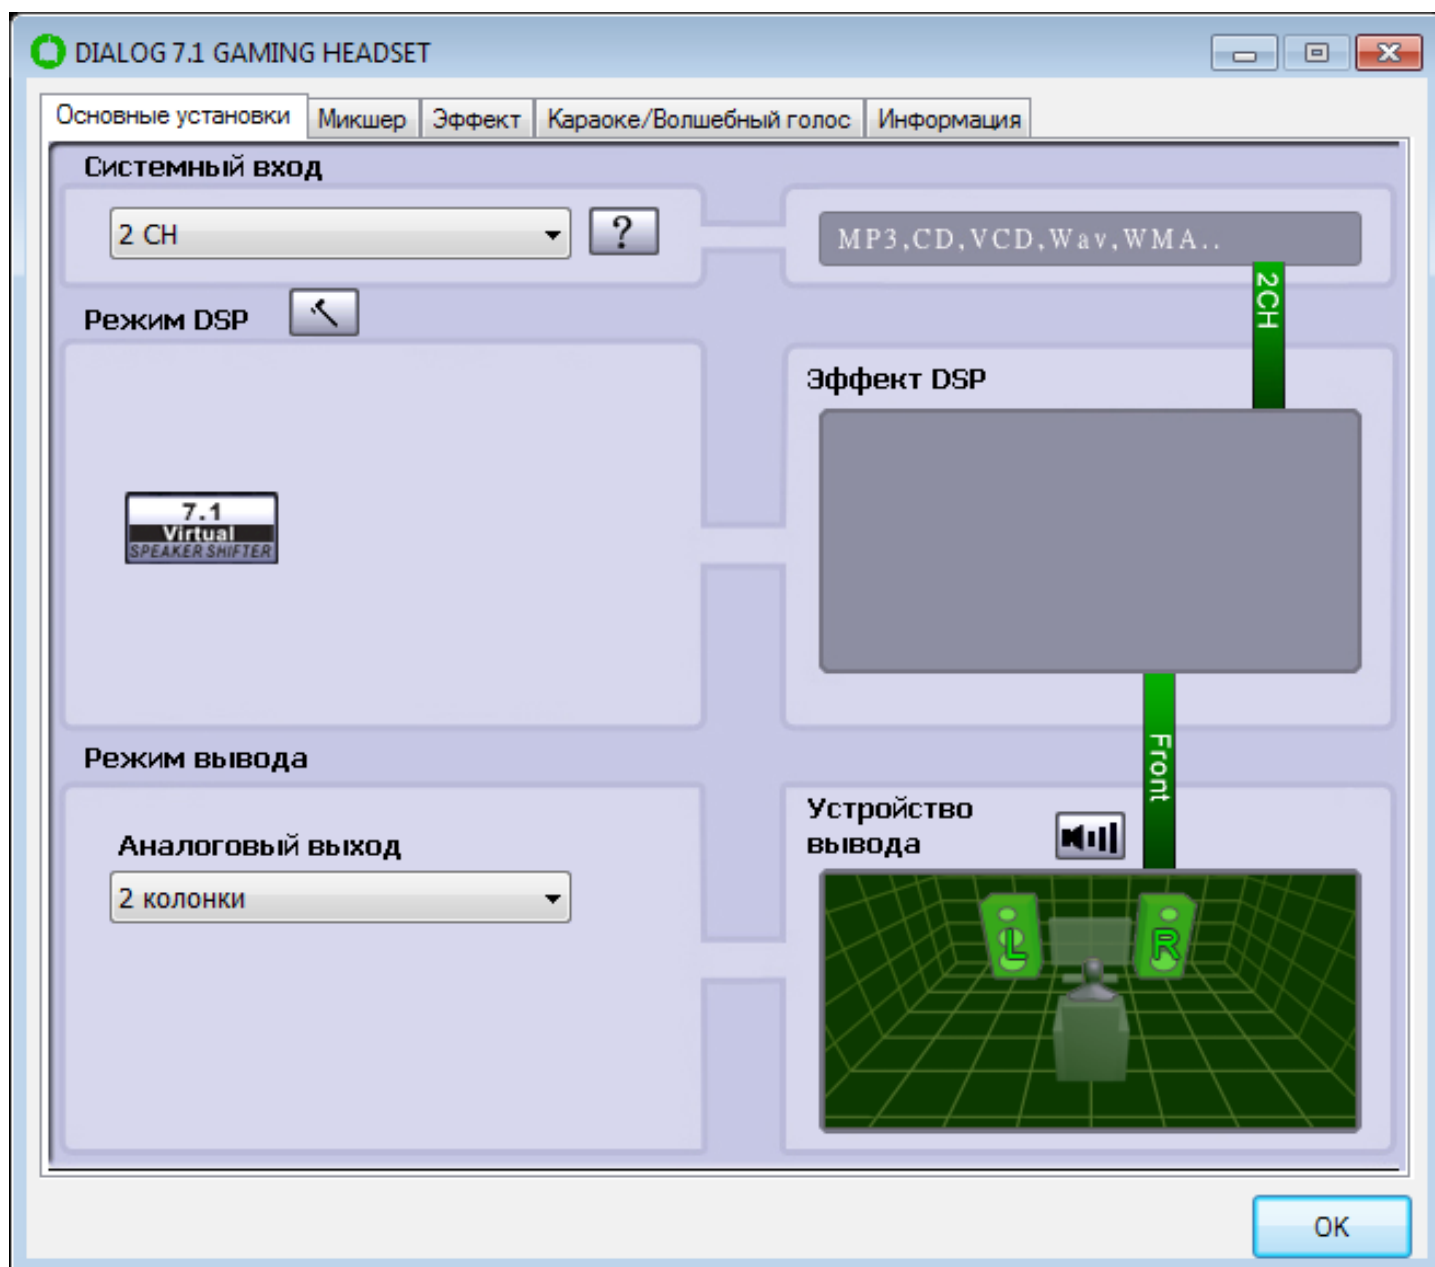 DIALOG 7.1 GAMING HEADSET
Основные установки Микшер Эффект Караоке/Волшебный голос Информация
Системный вход
2 CH
?
MP3,CD,VCD,Wav,WMA..
2CH
Режим DSP
Эффект DSP
7.1
Virtual
SPEAKER SHIFTER
Front
Режим вывода
Аналоговый выход
2 колонки
Устройство
вывода
L R
OK